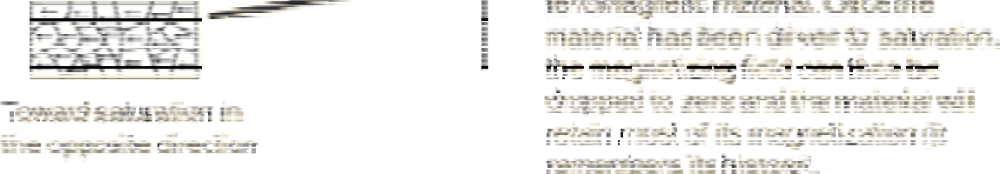 Toward saturation in
the opposite direction
ferromagnetic material. Once the
material has been driven to saturation,
the magnetizing field can then be
dropped to zero and the material will
retain most of its magnetization (it
remembers its history).